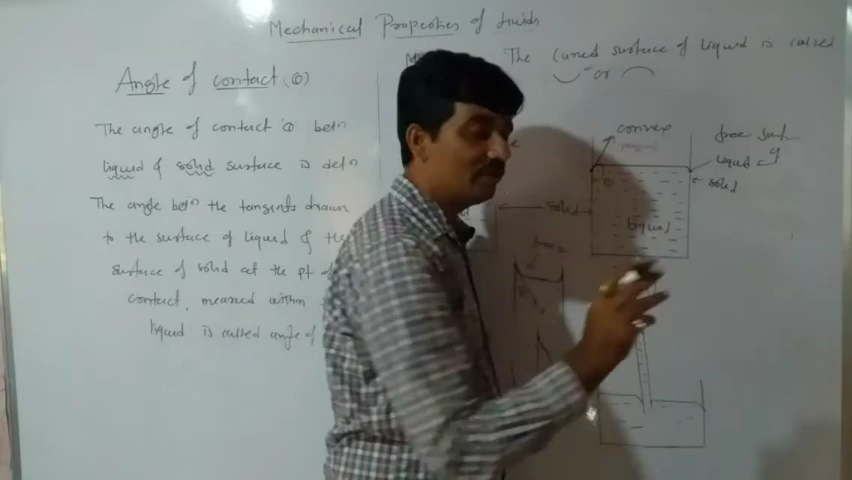 Mechanical Properties of fluids
Angle of contact (θ)
The angle of contact θ betn
liquid & solid surface is defn
The angle betn the tangents drawn
to the surface of liquid & the
surface of solid at the pt of
contact, measured within
liquid is called angle of
The curved surface of liquid is called
or
convex
free surf
liquid
solid
solid
liquid
θ